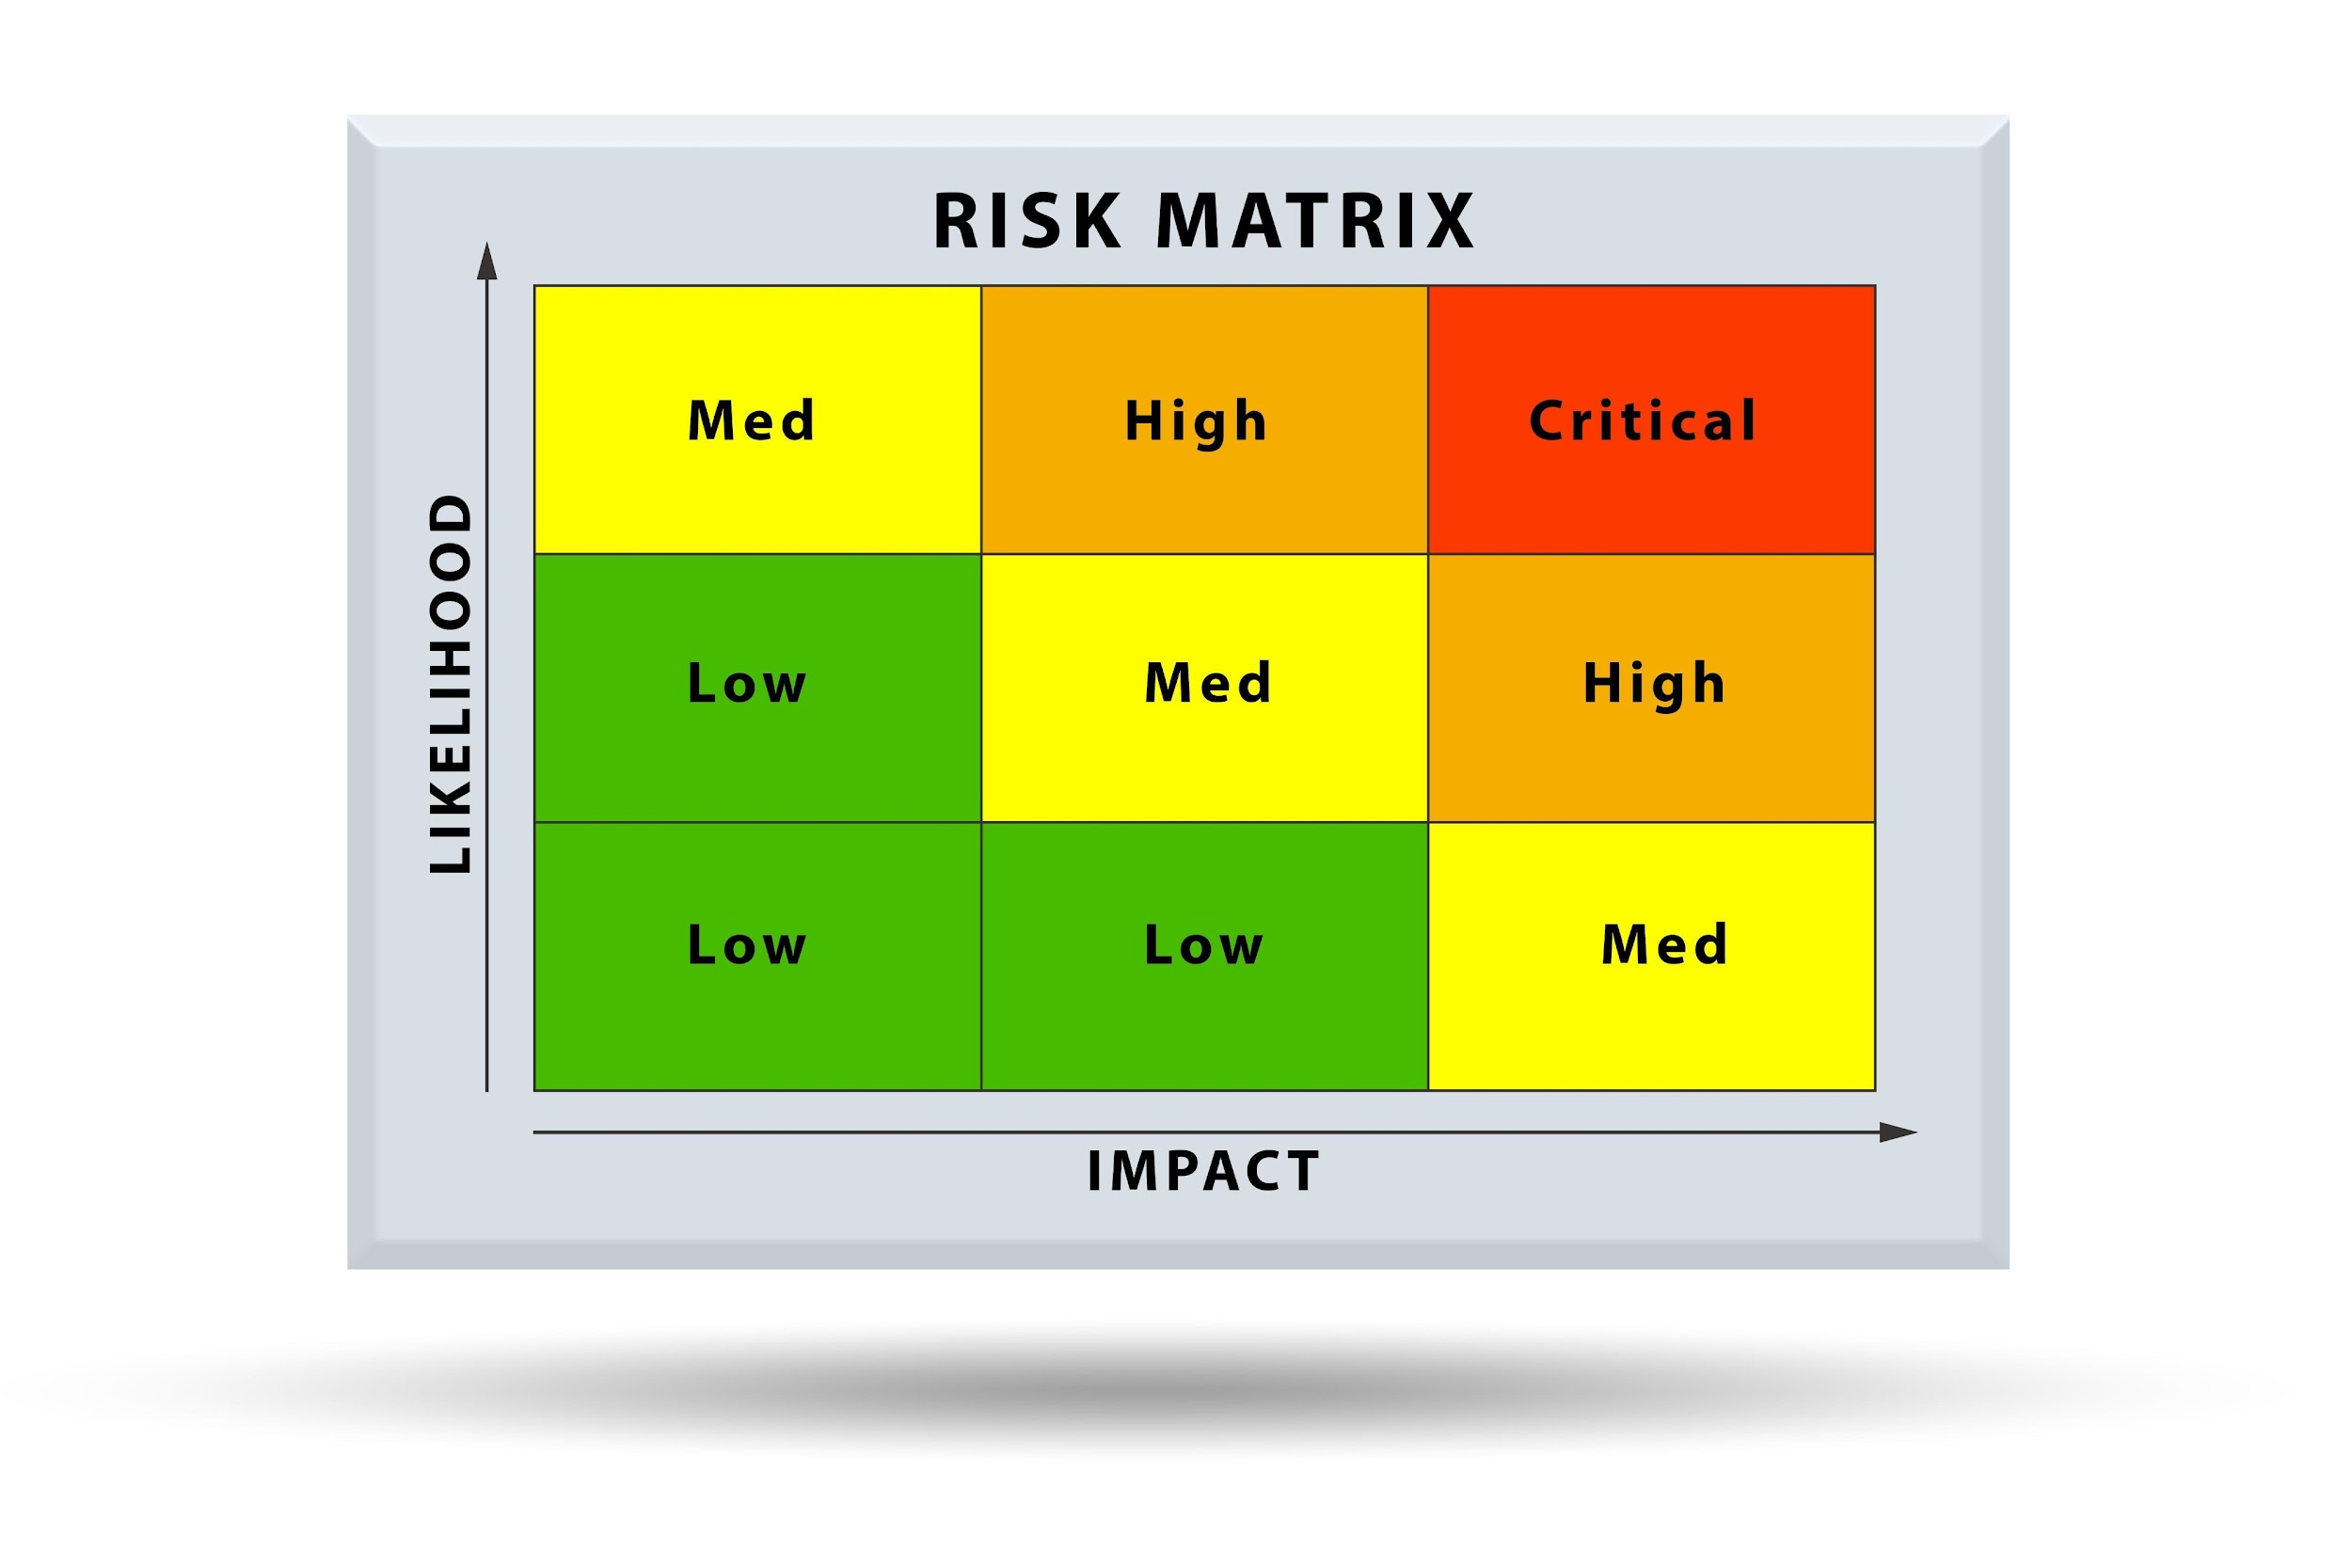 RISK MATRIX
LIKELIHOOD
Med High Critical
Low Med High
Low Low Med
IMPACT